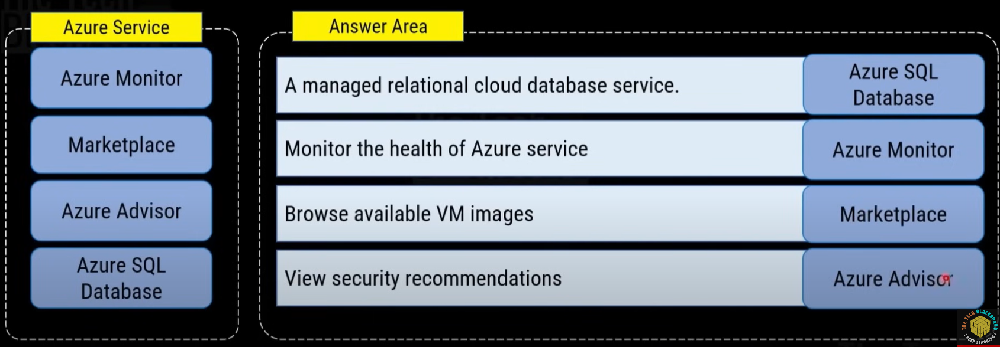 The Tech
Azure Service
Azure Monitor
Marketplace
Azure Advisor
Azure SQL
Database
Answer Area
A managed relational cloud database service.
Azure SQL
Database
Monitor the health of Azure service
Azure Monitor
Browse available VM images
Marketplace
View security recommendations
Azure Advisor
THE TECH BLACKBOARD
! KEEP LEARNING !